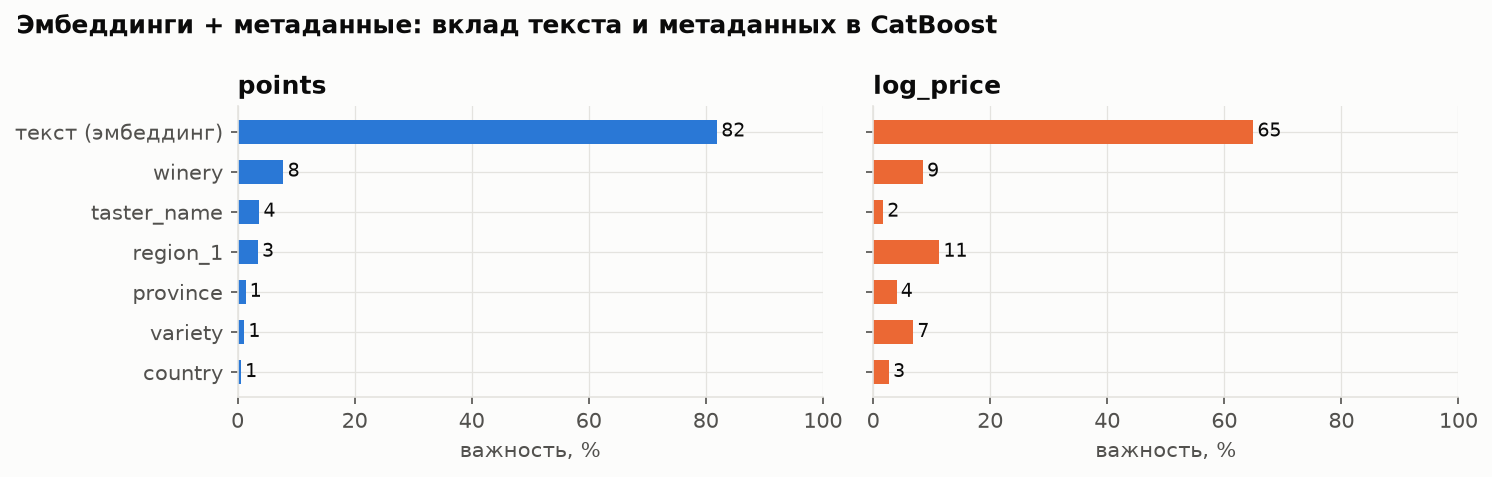 Эмбеддинги + метаданные: вклад текста и метаданных в CatBoost
points
текст (эмбеддинг)
82
winery
8
taster_name
4
region_1
3
province
1
variety
1
country
1
0 20 40 60 80 100
важность, %
log_price
65
9
2
11
4
7
3
0 20 40 60 80 100
важность, %